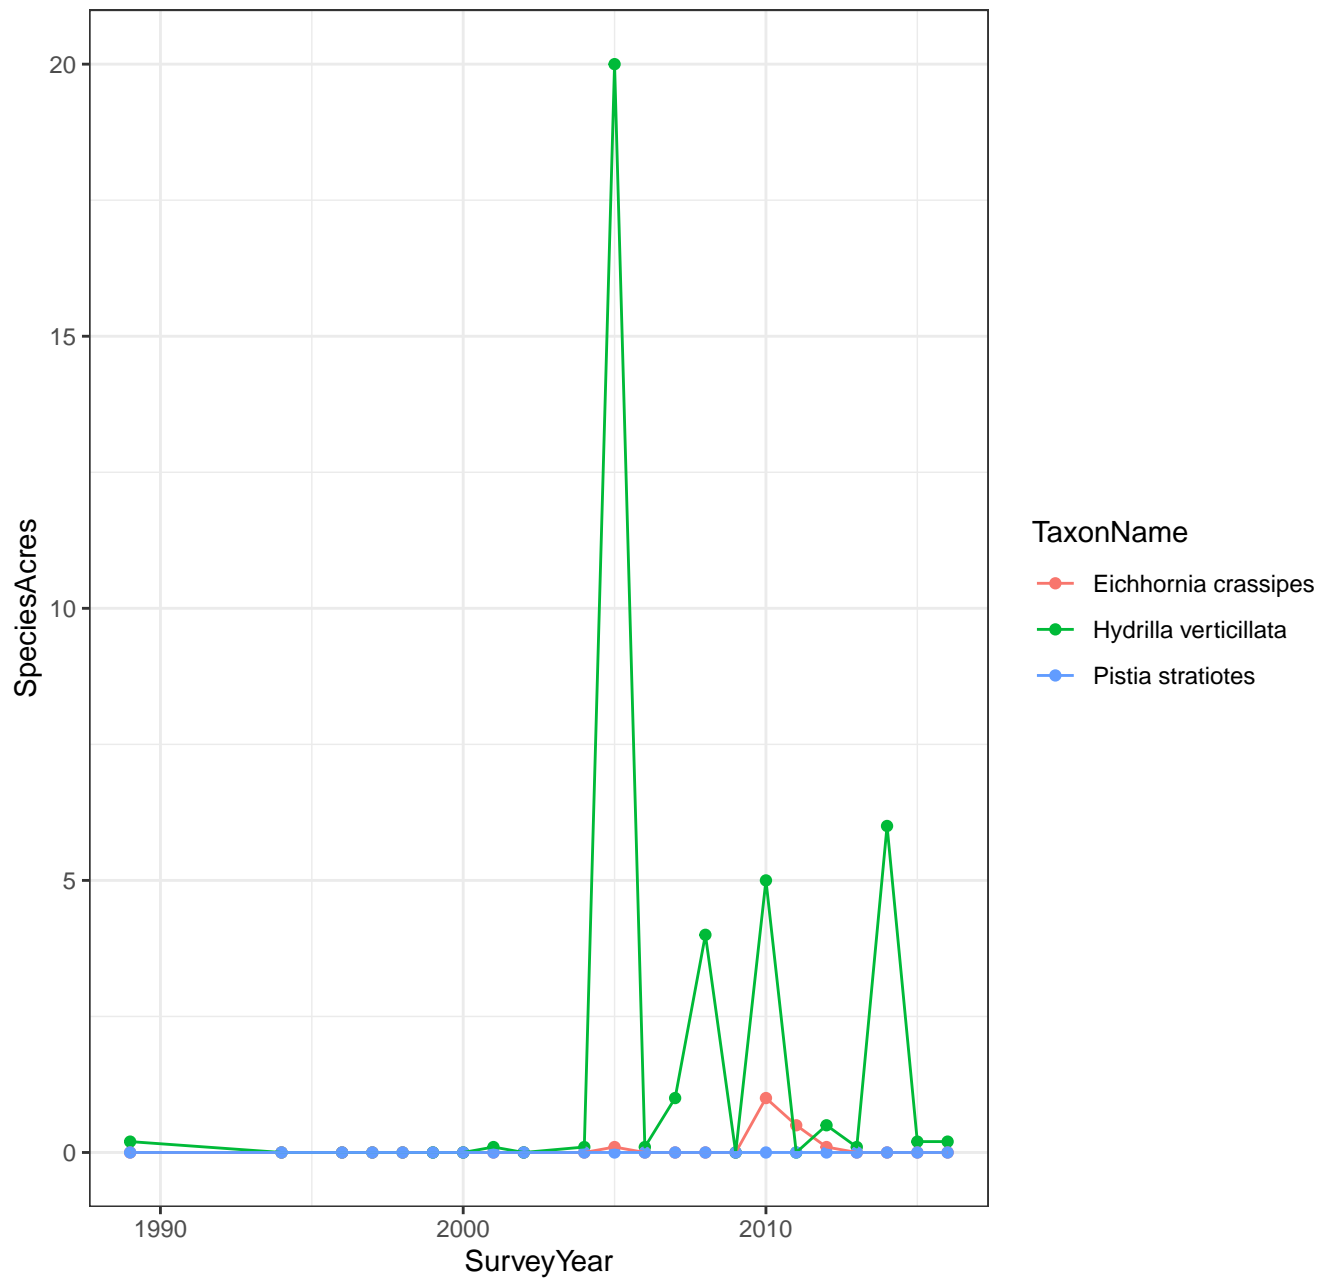 20
15
10
5
0
SpeciesAcres
1990
2000
2010
SurveyYear
TaxonName
Eichhornia crassipes
Hydrilla verticillata
Pistia stratiotes